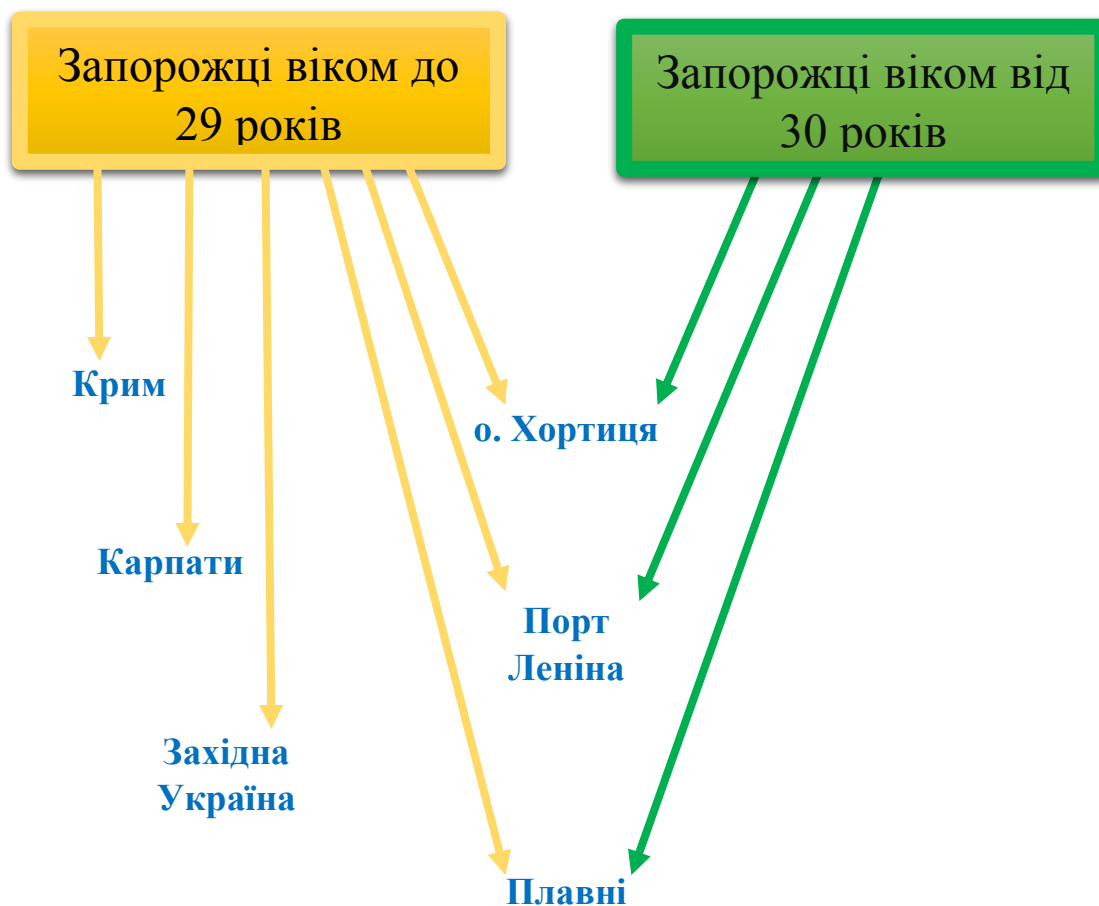 Запорожці віком до
29 років
Запорожці віком від
30 років
Крим
о. Хортиця
Карпати
Порт
Леніна
Західна
Україна
Плавні